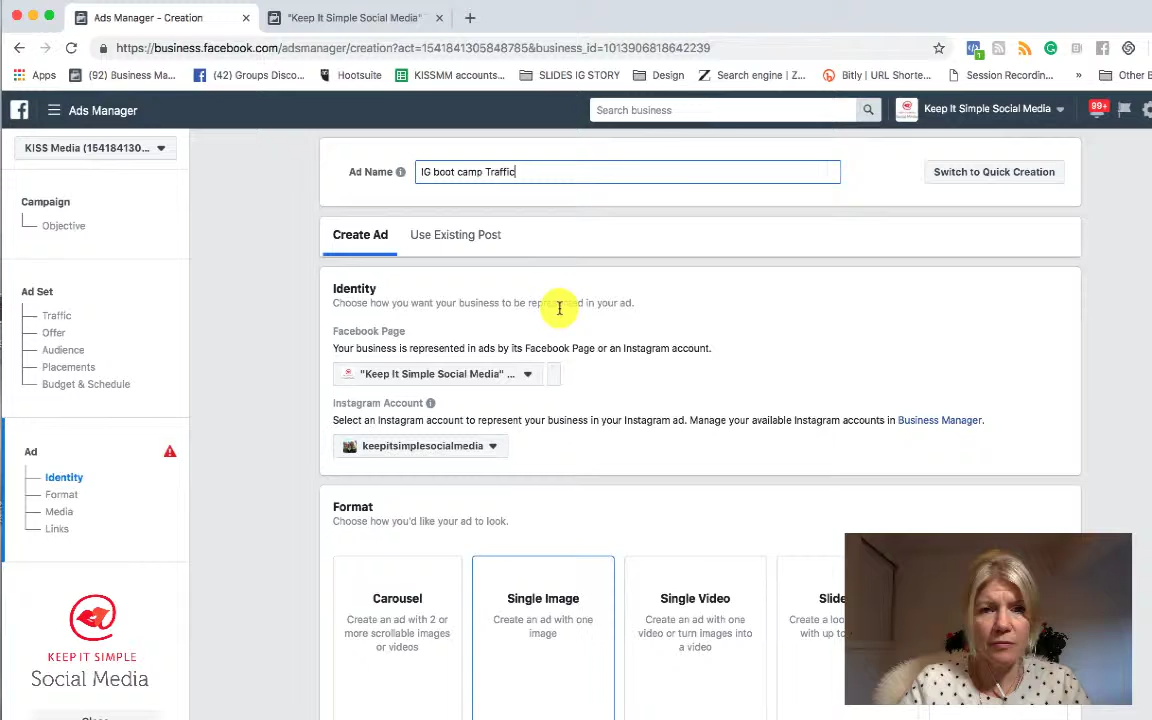 Ads Manager - Creation
"Keep It Simple Social Media"
https://business.facebook.com/adsmanager/creation?act=1541841305848785&business_id=1013906818642239
Apps
(92) Business Ma...
(42) Groups Disco...
Hootsuite
KISSMM accounts...
SLIDES IG STORY
Design
Search engine | Z...
Bitly | URL Shorte...
Session Recordin...
»
Other B
Ads Manager
Search business
Keep It Simple Social Media
99+
KISS Media (154184130...
Ad Name
IG boot camp Traffic
Switch to Quick Creation
Campaign
Objective
Create Ad
Use Existing Post
Ad Set
Traffic
Offer
Audience
Placements
Budget & Schedule
Identity
Choose how you want your business to be represented in your ad.
Facebook Page
Your business is represented in ads by its Facebook Page or an Instagram account.
"Keep It Simple Social Media" ...
Instagram Account
Select an Instagram account to represent your business in your Instagram ad. Manage your available Instagram accounts in Business Manager.
keepitsimplesocialmedia
Ad
Identity
Format
Media
Links
Format
Choose how you'd like your ad to look.
Carousel
Create an ad with 2 or
more scrollable images
or videos
Single Image
Create an ad with one
image
Single Video
Create an ad with one
video or turn images into
a video
Slide
Create a loo
with up to
KEEP IT SIMPLE
Social Media